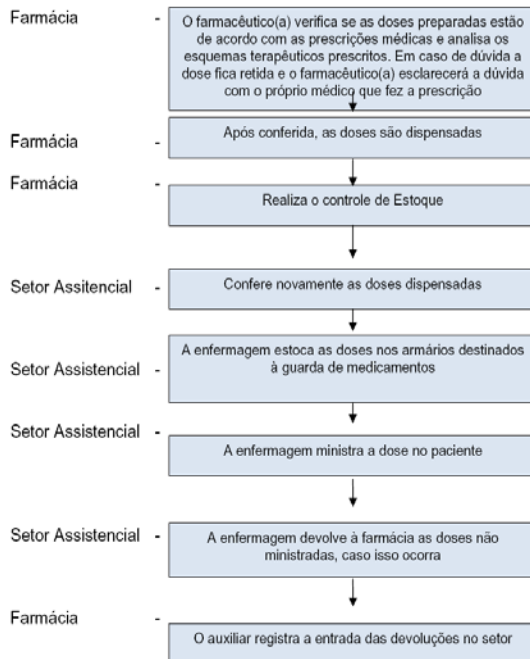 Farmácia -
O farmacêutico(a) verifica se as doses preparadas estão
de acordo com as prescrições médicas e analisa os
esquemas terapêuticos prescritos. Em caso de dúvida a
dose fica retida e o farmacêutico(a) esclarecerá a dúvida
com o próprio médico que fez a prescrição
Farmácia -
Após conferida, as doses são dispensadas
Farmácia -
Realiza o controle de Estoque
Setor Assitencial -
Confere novamente as doses dispensadas
Setor Assistencial -
A enfermagem estoca as doses nos armários destinados
à guarda de medicamentos
Setor Assistencial -
A enfermagem ministra a dose no paciente
Setor Assistencial -
A enfermagem devolve à farmácia as doses não
ministradas, caso isso ocorra
Farmácia -
O auxiliar registra a entrada das devoluções no setor